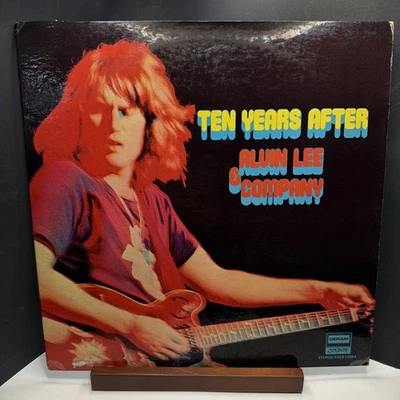 TEN YEARS AFTER
ALVIN LEE
& COMPANY